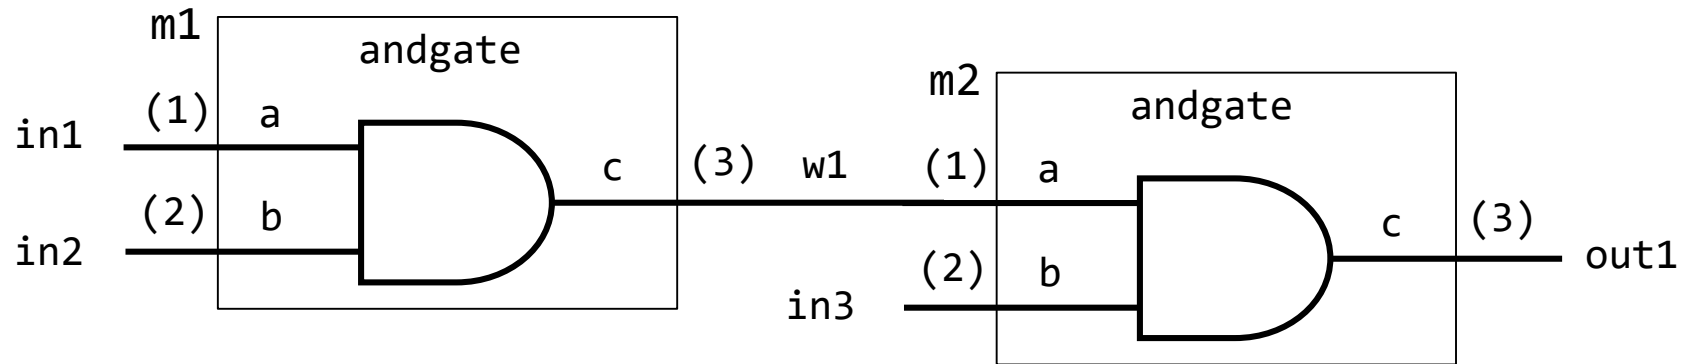 m1
andgate
(1)
a
in1
(2)
b
in2
c
(3)
w1
m2
andgate
(1)
a
(2)
b
in3
c
(3)
out1